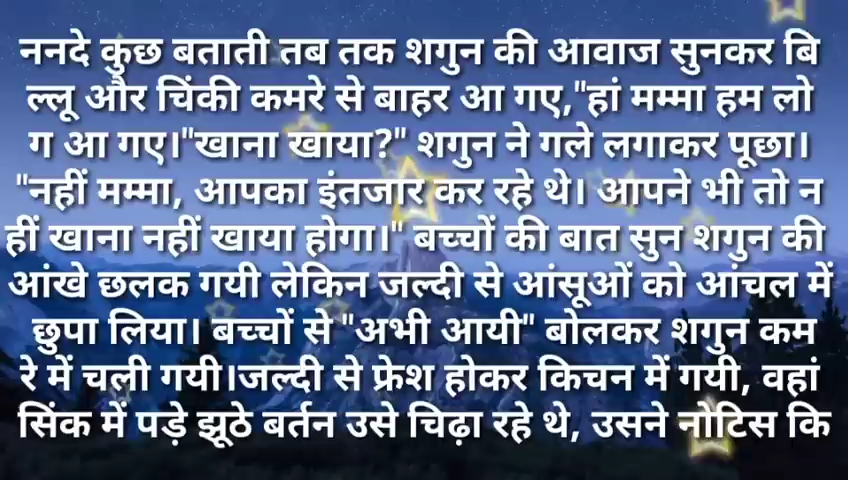 ननदे कुछ बताती तब तक शगुन की आवाज सुनकर बि
ल्लू और चिंकी कमरे से बाहर आ गए,"हां मम्मा हम लो
ग आ गए।"खाना खाया?" शगुन ने गले लगाकर पूछा।
"नहीं मम्मा, आपका इंतजार कर रहे थे। आपने भी तो न
हीं खाना नहीं खाया होगा।" बच्चों की बात सुन शगुन की
आंखे छलक गयी लेकिन जल्दी से आंसूओं को आंचल में
छुपा लिया। बच्चों से "अभी आयी" बोलकर शगुन कम
रे में चली गयी।जल्दी से फ्रेश होकर किचन में गयी, वहां
सिंक में पड़े झूठे बर्तन उसे चिढ़ा रहे थे, उसने नोटिस कि